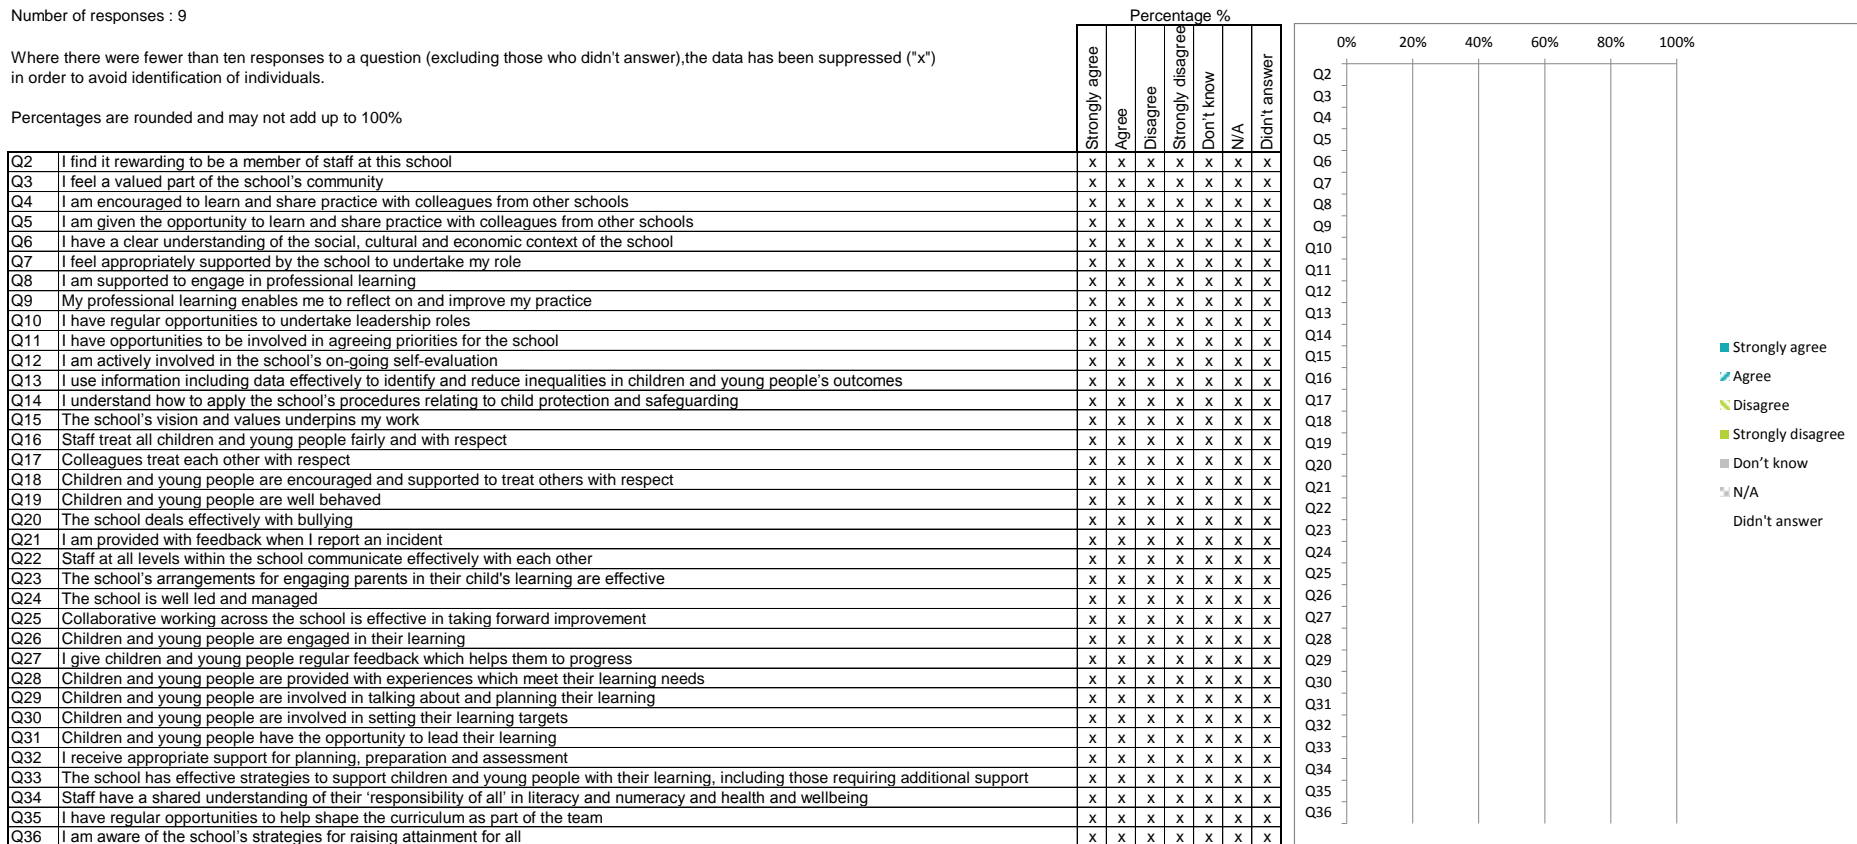 Number of responses : 9
Percentage %
Where there were fewer than ten responses to a question (excluding those who didn't answer),the data has been suppressed ("x")
in order to avoid identification of individuals.
Percentages are rounded and may not add up to 100%
Strongly agree
Agree
Disagree
Strongly disagree
Don't know
N/A
Didn't answer
Q2 I find it rewarding to be a member of staff at this school x x x x x x x
Q3 I feel a valued part of the school's community x x x x x x x
Q4 I am encouraged to learn and share practice with colleagues from other schools x x x x x x x
Q5 I am given the opportunity to learn and share practice with colleagues from other schools x x x x x x x
Q6 I have a clear understanding of the social, cultural and economic context of the school x x x x x x x
Q7 I feel appropriately supported by the school to undertake my role x x x x x x x
Q8 I am supported to engage in professional learning x x x x x x x
Q9 My professional learning enables me to reflect on and improve my practice x x x x x x x
Q10 I have regular opportunities to undertake leadership roles x x x x x x x
Q11 I have opportunities to be involved in agreeing priorities for the school x x x x x x x
Q12 I am actively involved in the school's on-going self-evaluation x x x x x x x
Q13 I use information including data effectively to identify and reduce inequalities in children and young people's outcomes x x x x x x x
Q14 I understand how to apply the school's procedures relating to child protection and safeguarding x x x x x x x
Q15 The school's vision and values underpins my work x x x x x x x
Q16 Staff treat all children and young people fairly and with respect x x x x x x x
Q17 Colleagues treat each other with respect x x x x x x x
Q18 Children and young people are encouraged and supported to treat others with respect x x x x x x x
Q19 Children and young people are well behaved x x x x x x x
Q20 The school deals effectively with bullying x x x x x x x
Q21 I am provided with feedback when I report an incident x x x x x x x
Q22 Staff at all levels within the school communicate effectively with each other x x x x x x x
Q23 The school's arrangements for engaging parents in their child's learning are effective x x x x x x x
Q24 The school is well led and managed x x x x x x x
Q25 Collaborative working across the school is effective in taking forward improvement x x x x x x x
Q26 Children and young people are engaged in their learning x x x x x x x
Q27 I give children and young people regular feedback which helps them to progress x x x x x x x
Q28 Children and young people are provided with experiences which meet their learning needs x x x x x x x
Q29 Children and young people are involved in talking about and planning their learning x x x x x x x
Q30 Children and young people are involved in setting their learning targets x x x x x x x
Q31 Children and young people have the opportunity to lead their learning x x x x x x x
Q32 I receive appropriate support for planning, preparation and assessment x x x x x x x
Q33 The school has effective strategies to support children and young people with their learning, including those requiring additional support x x x x x x x
Q34 Staff have a shared understanding of their 'responsibility of all' in literacy and numeracy and health and wellbeing x x x x x x x
Q35 I have regular opportunities to help shape the curriculum as part of the team x x x x x x x
Q36 I am aware of the school's strategies for raising attainment for all x x x x x x x
0% 20% 40% 60% 80% 100%
Q2
Q3
Q4
Q5
Q6
Q7
Q8
Q9
Q10
Q11
Q12
Q13
Q14
Q15
Q16
Q17
Q18
Q19
Q20
Q21
Q22
Q23
Q24
Q25
Q26
Q27
Q28
Q29
Q30
Q31
Q32
Q33
Q34
Q35
Q36
Strongly agree
Agree
Disagree
Strongly disagree
Don't know
N/A
Didn't answer